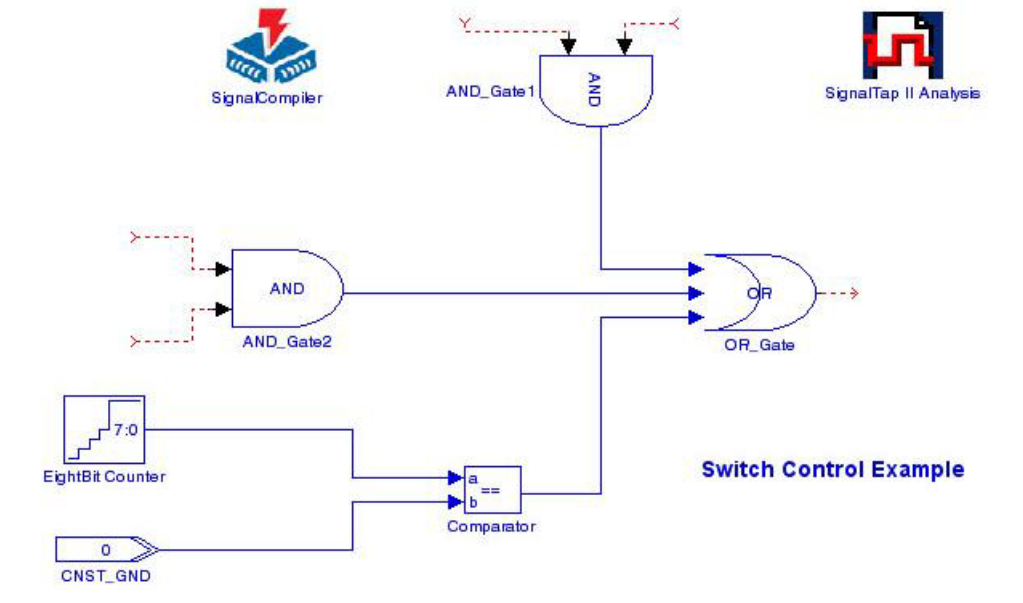 SignalCompiler
AND_Gate1
AND
SignalTap II Analysis
AND
AND_Gate2
OR
OR_Gate
7:0
EightBit Counter
a
==
b
Comparator
Switch Control Example
0
CNST_GND